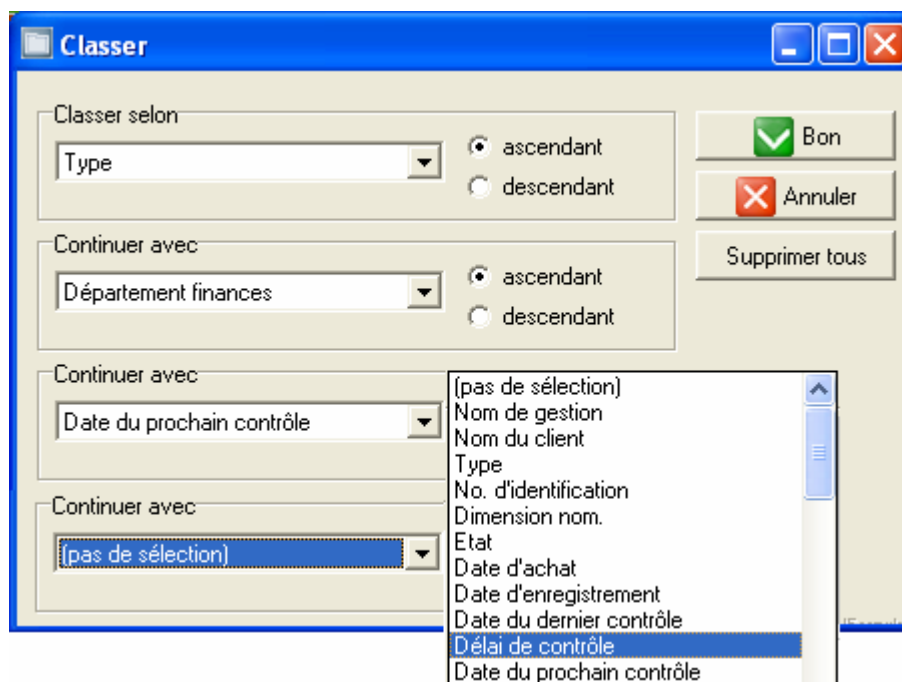 Classer
Classer selon
Type
ascendant
descendant
Bon
Annuler
Supprimer tous
Continuer avec
Département finances
ascendant
descendant
Continuer avec
Date du prochain contrôle
Continuer avec
(pas de sélection)
(pas de sélection)
Nom de gestion
Nom du client
Type
No. d'identification
Dimension nom.
Etat
Date d'achat
Date d'enregistrement
Date du dernier contrôle
Délai de contrôle
Date du prochain contrôle